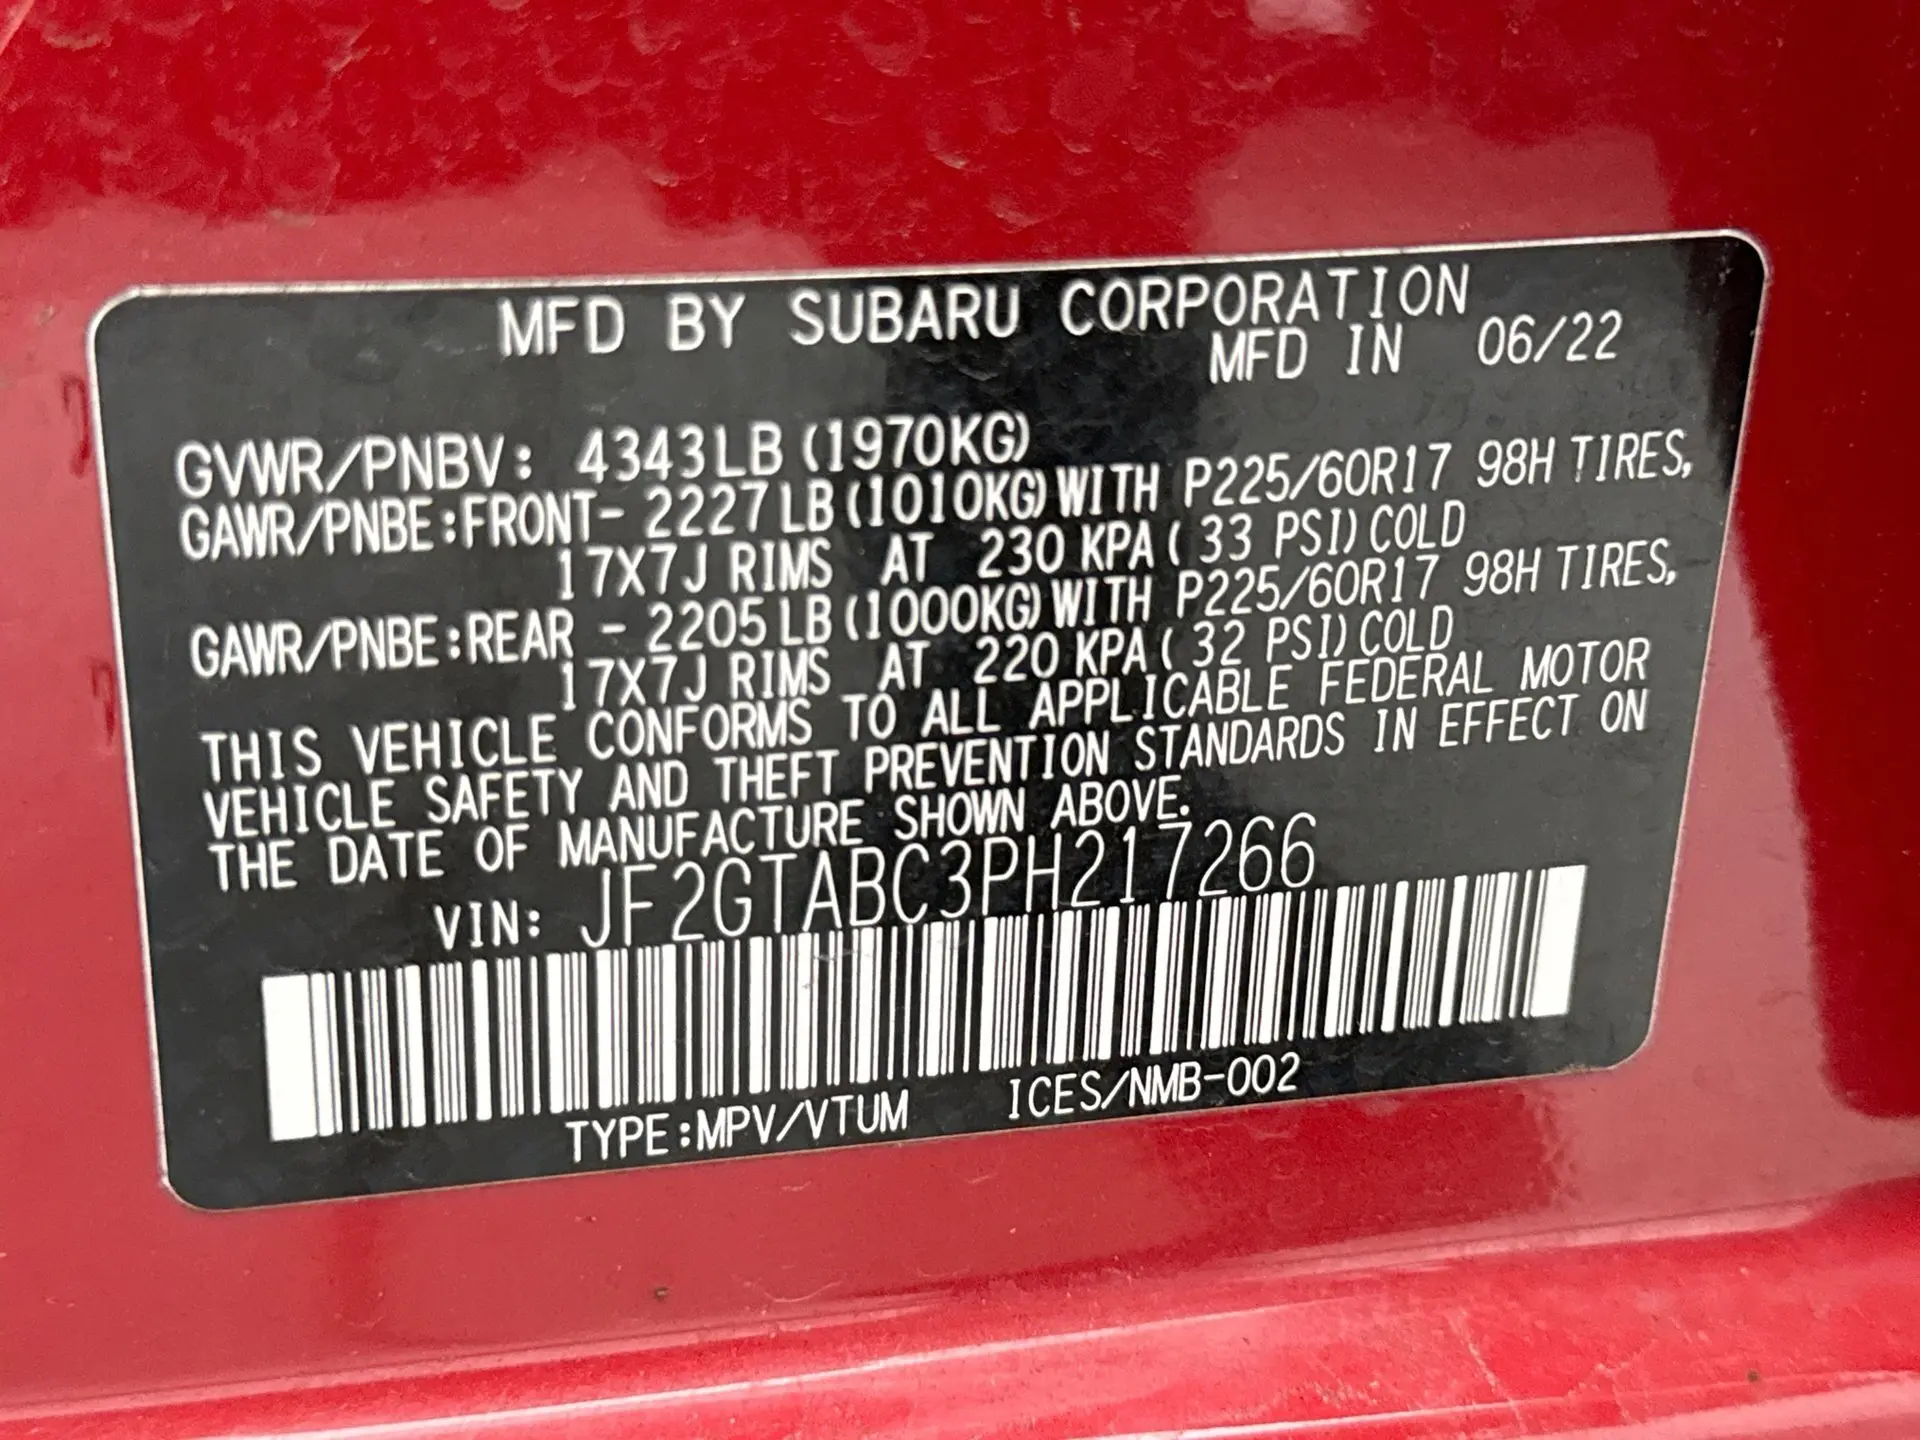 MFD BY SUBARU CORPORATION
MFD IN 06/22
GVWR/PNBV: 4343LB (1970KG)
GAWR/PNBE:FRONT- 2227LB (1010KG) WITH P225/60R17 98H TIRES,
17X7J RIMS AT 230 KPA ( 33 PSI) COLD
GAWR/PNBE:REAR - 2205LB (1000KG) WITH P225/60R17 98H TIRES,
17X7J RIMS AT 220 KPA ( 32 PSI) COLD
THIS VEHICLE CONFORMS TO ALL APPLICABLE FEDERAL MOTOR
VEHICLE SAFETY AND THEFT PREVENTION STANDARDS IN EFFECT ON
THE DATE OF MANUFACTURE SHOWN ABOVE.
VIN: JF2GTABC3PH217266
TYPE:MPV/VTUM ICES/NMB-002